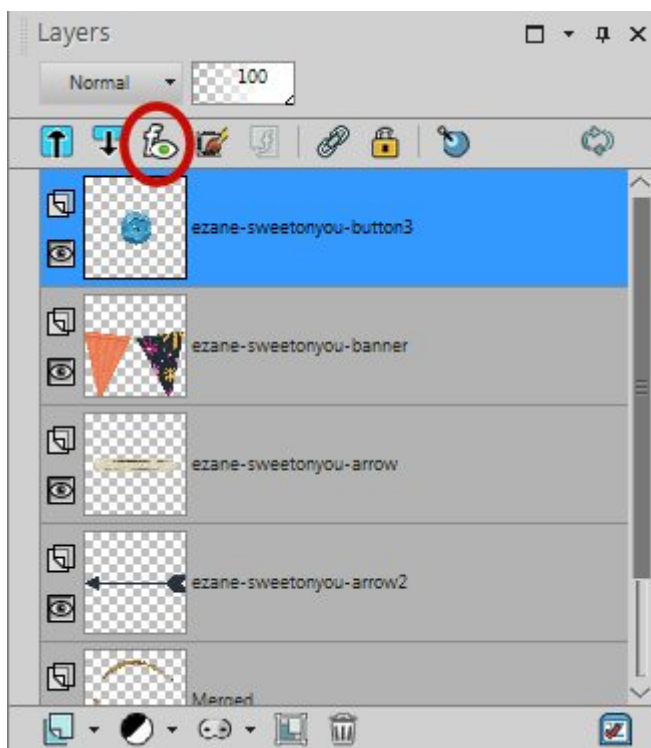 Layers
Normal
100
ezane-sweetonyou-button3
ezane-sweetonyou-banner
ezane-sweetonyou-arrow
ezane-sweetonyou-arrow2
Merged